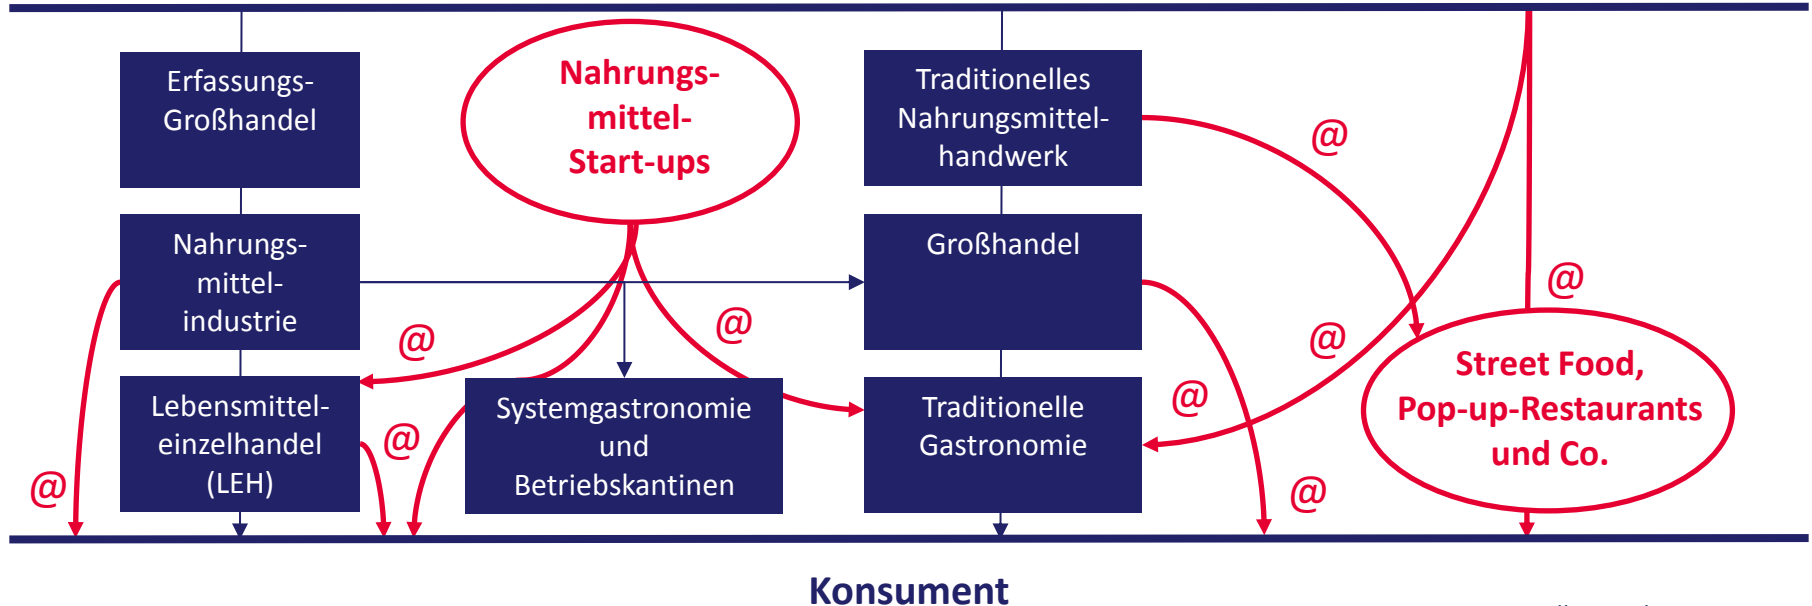 Erfassungs-
Großhandel
Nahrungs-
mittel-
Start-ups
Traditionelles
Nahrungsmittel-
handwerk
@
Nahrungs-
mittel-
industrie
Großhandel
@
@
@
@
Street Food,
Pop-up-Restaurants
und Co.
Lebensmittel-
einzelhandel
(LEH)
@
Systemgastronomie
und
Betriebskantinen
Traditionelle
Gastronomie
@
@
@
Konsument